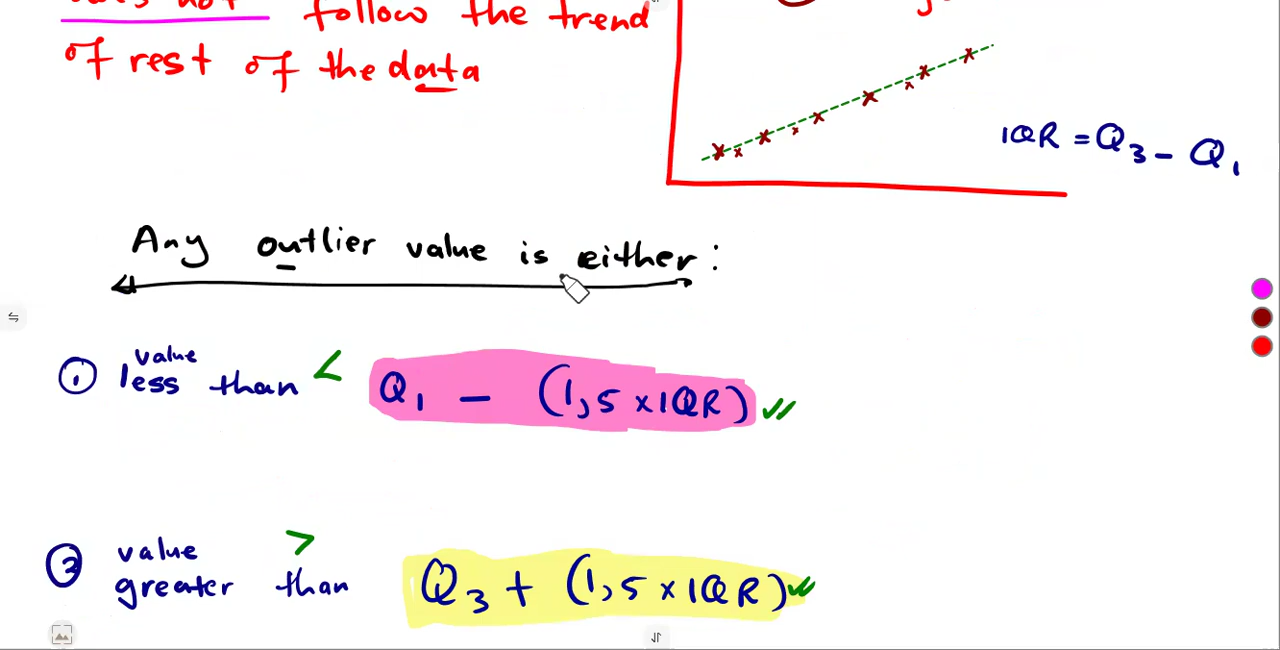 follow the trend
of rest of the data
IQR = Q3 - Q1
Any outlier value is either:
① value less than < Q1 - (1,5 x IQR)
② value greater than > Q3 + (1,5 x IQR)